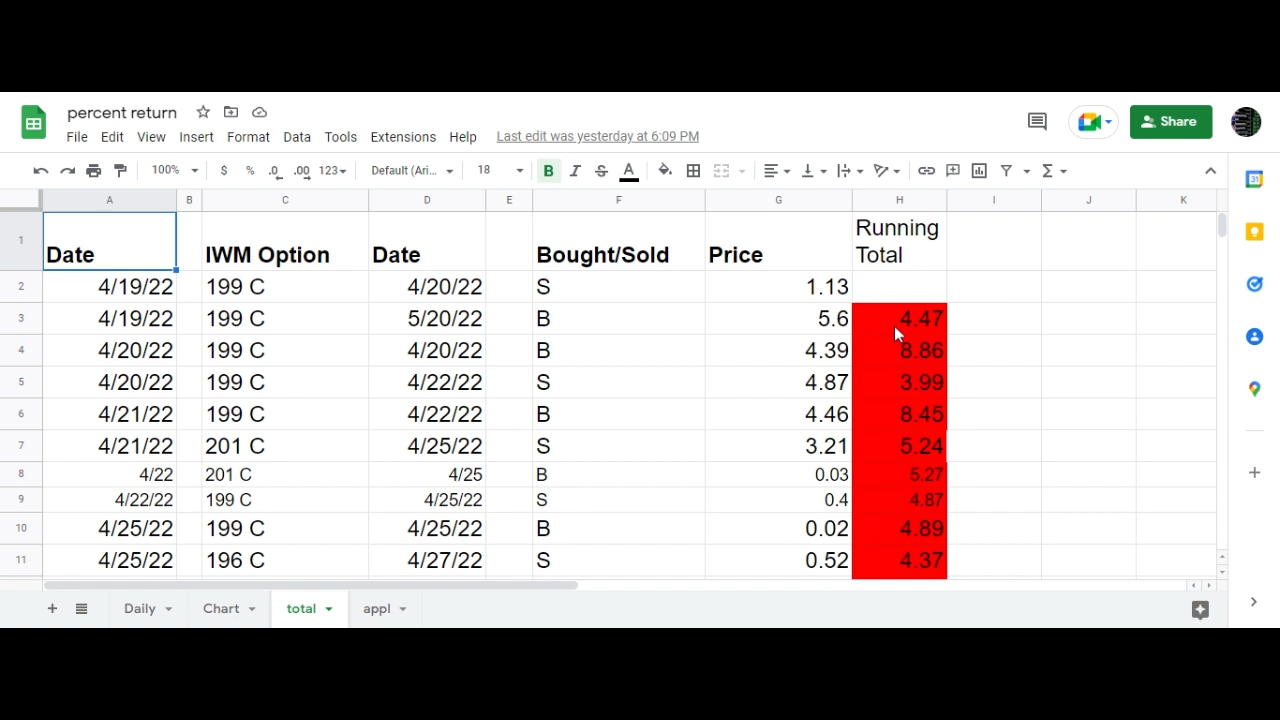 percent return
File Edit View Insert Format Data Tools Extensions Help Last edit was yesterday at 6:09 PM
Share
100% $ % .0 .00 123 Default (Ari... 18 B I S A Σ
31
A B C D E F G H I J K
Running
1 Date IWM Option Date Bought/Sold Price Total
2 4/19/22 199 C 4/20/22 S 1.13
3 4/19/22 199 C 5/20/22 B 5.6 4.47
4 4/20/22 199 C 4/20/22 B 4.39 8.86
5 4/20/22 199 C 4/22/22 S 4.87 3.99
6 4/21/22 199 C 4/22/22 B 4.46 8.45
7 4/21/22 201 C 4/25/22 S 3.21 5.24
8 4/22 201 C 4/25 B 0.03 5.27
9 4/22/22 199 C 4/25/22 S 0.4 4.87
10 4/25/22 199 C 4/25/22 B 0.02 4.89
11 4/25/22 196 C 4/27/22 S 0.52 4.37
Daily Chart total appl